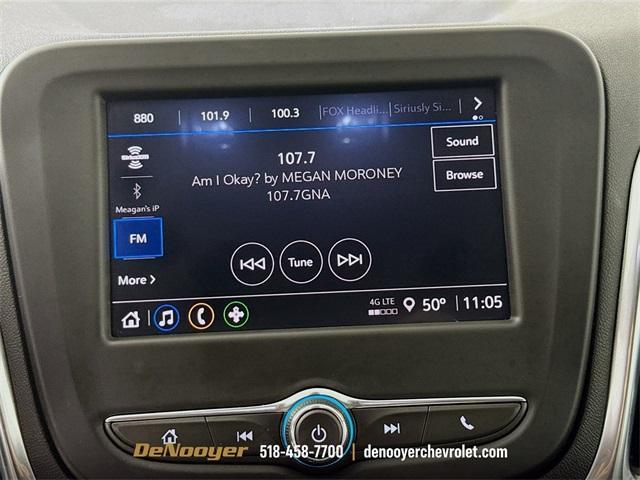 880 101.9 100.3 FOX Headli... Siriusly Si...
107.7
Am I Okay? by MEGAN MORONEY
107.7GNA
Sound
Browse
Meagan's iP
FM
More
Tune
4G LTE
50° 11:05
DeNooyer 518-458-7700 | denooyerchevrolet.com